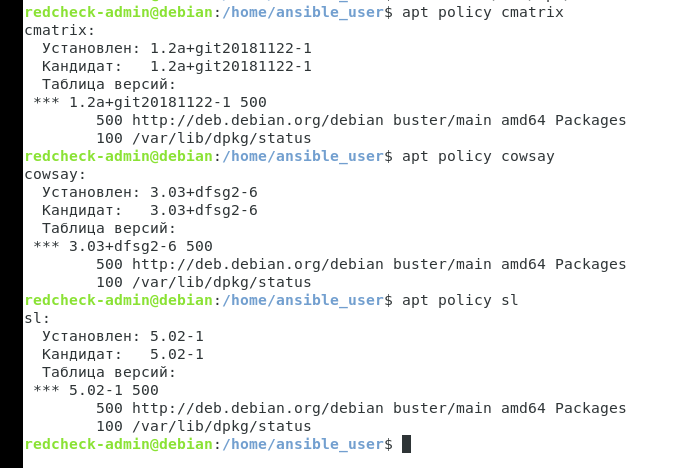 redcheck-admin@debian:/home/ansible_user$ apt policy cmatrix
cmatrix:
  Установлен: 1.2a+git20181122-1
  Кандидат:   1.2a+git20181122-1
  Таблица версий:
 *** 1.2a+git20181122-1 500
        500 http://deb.debian.org/debian buster/main amd64 Packages
        100 /var/lib/dpkg/status
redcheck-admin@debian:/home/ansible_user$ apt policy cowsay
cowsay:
  Установлен: 3.03+dfsg2-6
  Кандидат:   3.03+dfsg2-6
  Таблица версий:
 *** 3.03+dfsg2-6 500
        500 http://deb.debian.org/debian buster/main amd64 Packages
        100 /var/lib/dpkg/status
redcheck-admin@debian:/home/ansible_user$ apt policy sl
sl:
  Установлен: 5.02-1
  Кандидат:   5.02-1
  Таблица версий:
 *** 5.02-1 500
        500 http://deb.debian.org/debian buster/main amd64 Packages
        100 /var/lib/dpkg/status
redcheck-admin@debian:/home/ansible_user$